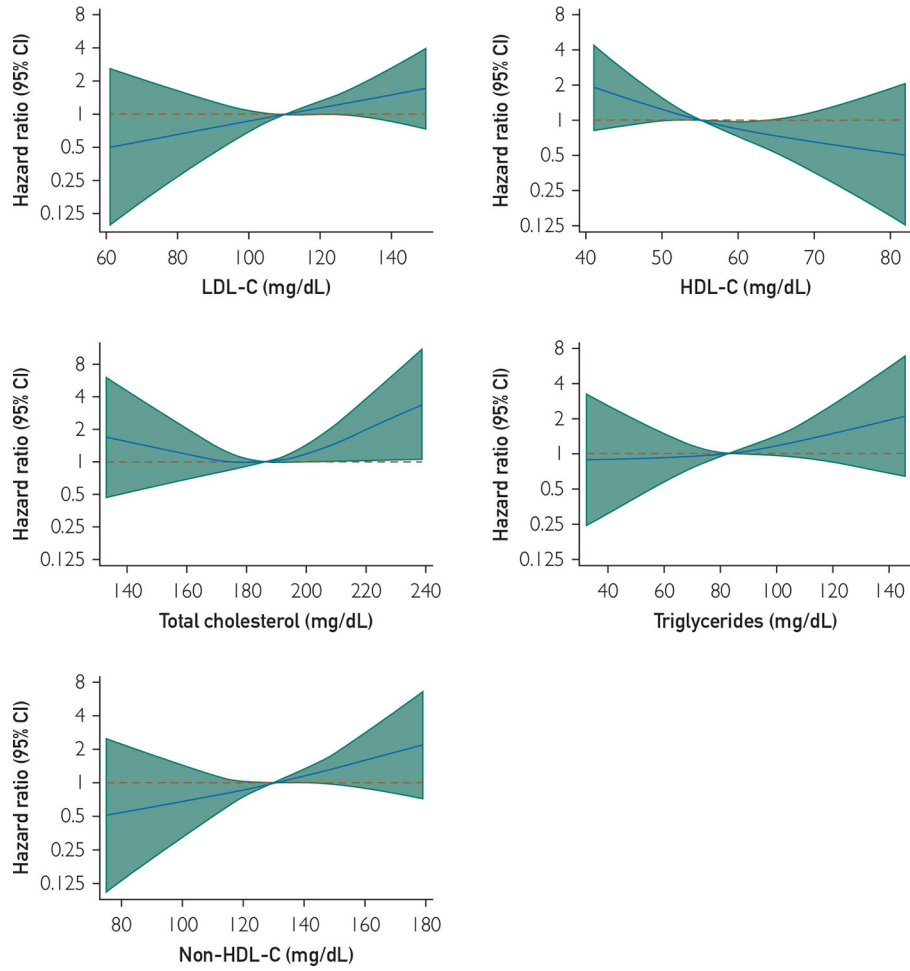 Hazard ratio (95% CI)
8
4
2
1
0.5
0.25
0.125
60 80 100 120 140
LDL-C (mg/dL)
Hazard ratio (95% CI)
8
4
2
1
0.5
0.25
0.125
40 50 60 70 80
HDL-C (mg/dL)
Hazard ratio (95% CI)
8
4
2
1
0.5
0.25
0.125
140 160 180 200 220 240
Total cholesterol (mg/dL)
Hazard ratio (95% CI)
8
4
2
1
0.5
0.25
0.125
40 60 80 100 120 140
Triglycerides (mg/dL)
Hazard ratio (95% CI)
8
4
2
1
0.5
0.25
0.125
80 100 120 140 160 180
Non-HDL-C (mg/dL)